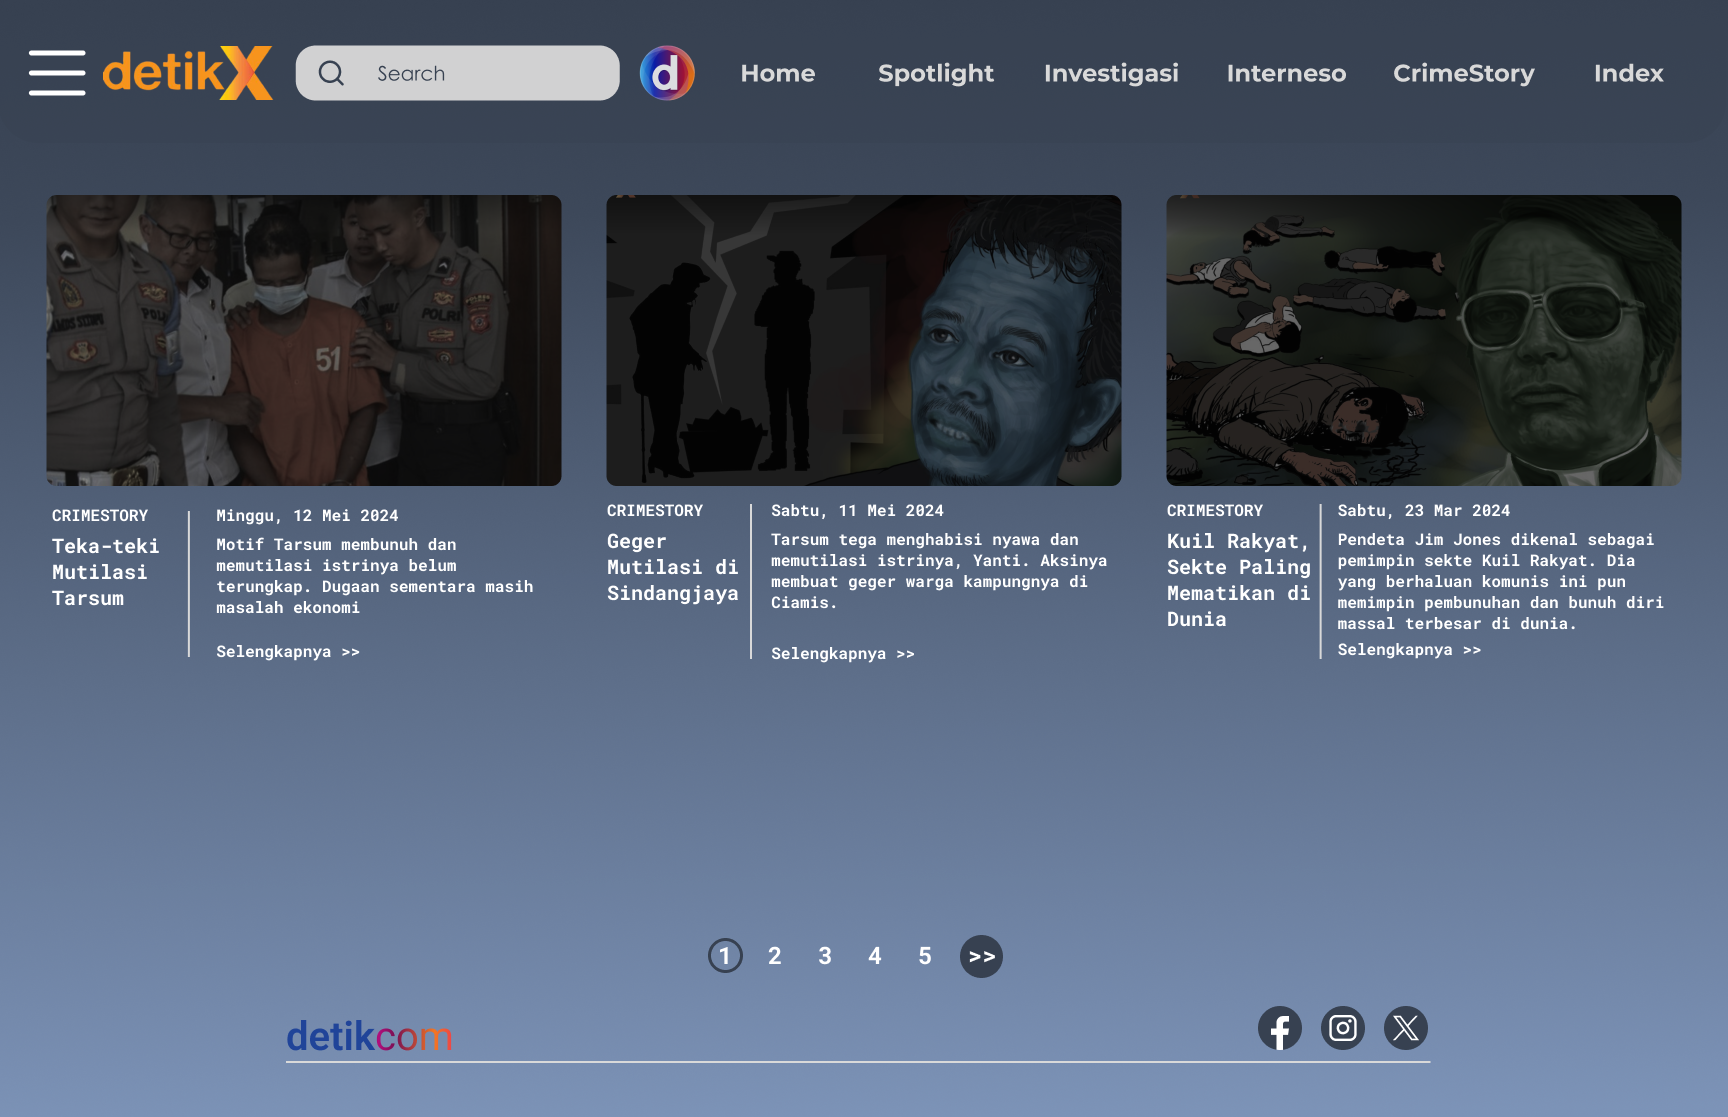 detikX
Search
d
Home
Spotlight
Investigasi
Interneso
CrimeStory
Index
POLRI
51
CRIMESTORY
Teka-teki
Mutilasi
Tarsum
Minggu, 12 Mei 2024
Motif Tarsum membunuh dan
memutilasi istrinya belum
terungkap. Dugaan sementara masih
masalah ekonomi
Selengkapnya >>
CRIMESTORY
Geger
Mutilasi di
Sindangjaya
Sabtu, 11 Mei 2024
Tarsum tega menghabisi nyawa dan
memutilasi istrinya, Yanti. Aksinya
membuat geger warga kampungnya di
Ciamis.
Selengkapnya >>
CRIMESTORY
Kuil Rakyat,
Sekte Paling
Mematikan di
Dunia
Sabtu, 23 Mar 2024
Pendeta Jim Jones dikenal sebagai
pemimpin sekte Kuil Rakyat. Dia
yang berhaluan komunis ini pun
memimpin pembunuhan dan bunuh diri
massal terbesar di dunia.
Selengkapnya >>
1 2 3 4 5 >>
detikcom